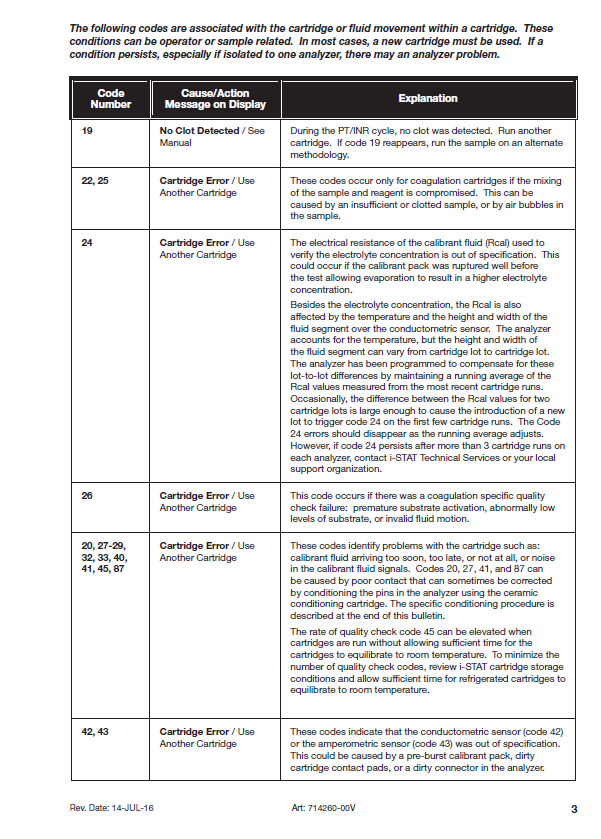 The following codes are associated with the cartridge or fluid movement within a cartridge. These
conditions can be operator or sample related. In most cases, a new cartridge must be used. If a
condition persists, especially if isolated to one analyzer, there may be an analyzer problem.
Code
Number
Cause/Action
Message on Display
Explanation
19
No Clot Detected / See
Manual
During the PT/INR cycle, no clot was detected. Run another
cartridge. If code 19 reappears, run the sample on an alternate
methodology.
22, 25
Cartridge Error / Use
Another Cartridge
These codes occur only for coagulation cartridges if the mixing
of the sample and reagent is compromised. This can be
caused by an insufficient or clotted sample, or by air bubbles in
the sample.
24
Cartridge Error / Use
Another Cartridge
The electrical resistance of the calibrant fluid (Rcal) used to
verify the electrolyte concentration is out of specification. This
could occur if the calibrant pack was ruptured well before
the test allowing evaporation to result in a higher electrolyte
concentration.
Besides the electrolyte concentration, the Rcal is also
affected by the temperature and the height and width of the
fluid segment over the conductometric sensor. The analyzer
accounts for the temperature, but the height and width of
the fluid segment can vary from cartridge lot to cartridge lot.
The analyzer has been programmed to compensate for these
lot-to-lot differences by maintaining a running average of the
Rcal values measured from the most recent cartridge runs.
Occasionally, the difference between the Rcal values for two
cartridge lots is large enough to cause the introduction of a new
lot to trigger code 24 on the first few cartridge runs. The Code
24 errors should disappear as the running average adjusts.
However, if code 24 persists after more than 3 cartridge runs on
each analyzer, contact i-STAT Technical Services or your local
support organization.
26
Cartridge Error / Use
Another Cartridge
This code occurs if there was a coagulation specific quality
check failure: premature substrate activation, abnormally low
levels of substrate, or invalid fluid motion.
20, 27-29,
32, 33, 40,
41, 45, 87
Cartridge Error / Use
Another Cartridge
These codes identify problems with the cartridge such as:
calibrant fluid arriving too soon, too late, or not at all, or noise
in the calibrant fluid signals. Codes 20, 27, 41, and 87 can
be caused by poor contact that can sometimes be corrected
by conditioning the pins in the analyzer using the ceramic
conditioning cartridge. The specific conditioning procedure is
described at the end of this bulletin.
The rate of quality check code 45 can be elevated when
cartridges are run without allowing sufficient time for the
cartridges to equilibrate to room temperature. To minimize the
number of quality check codes, review i-STAT cartridge storage
conditions and allow sufficient time for refrigerated cartridges to
equilibrate to room temperature.
42, 43
Cartridge Error / Use
Another Cartridge
These codes indicate that the conductometric sensor (code 42)
or the amperometric sensor (code 43) was out of specification.
This could be caused by a pre-burst calibrant pack, dirty
cartridge contact pads, or a dirty connector in the analyzer.
Rev. Date: 14-JUL-16
Art: 714260-00V
3